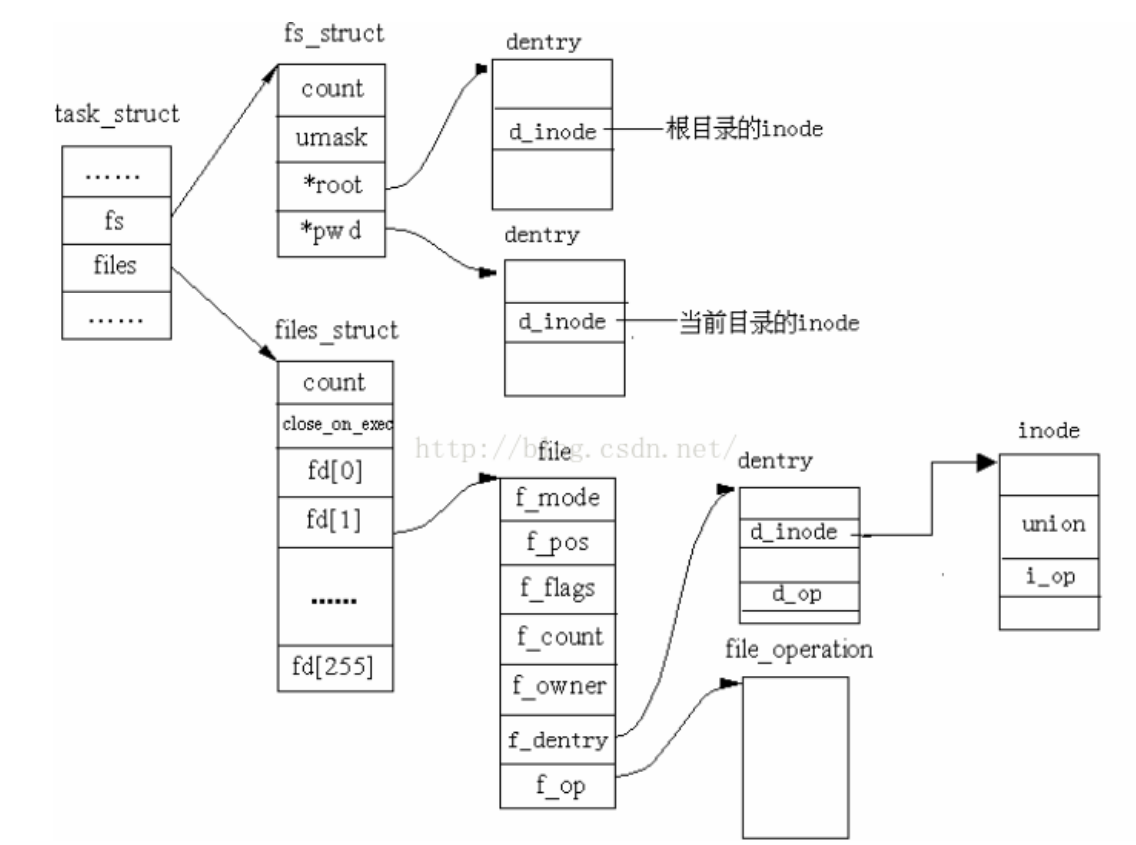 fs_struct
count
umask
*root
*pwd
dentry
d_inode
根目录的inode
task_struct
......
fs
files
......
dentry
d_inode
当前目录的inode
files_struct
count
close_on_exec
fd[0]
fd[1]
......
fd[255]
http://blog.csdn.net/
file
f_mode
f_pos
f_flags
f_count
f_owner
f_dentry
f_op
dentry
d_inode
d_op
inode
union
i_op
file_operation